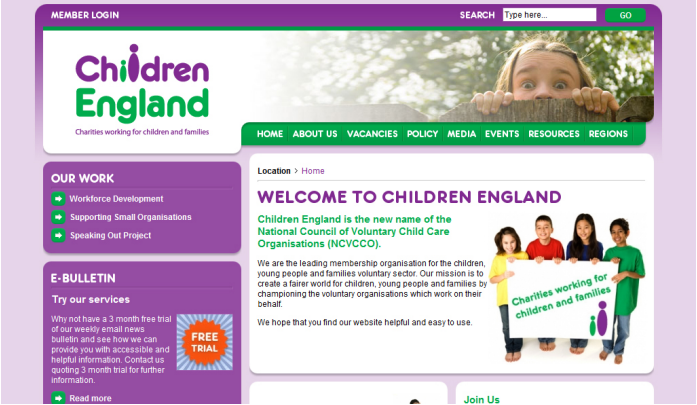 MEMBER LOGIN
SEARCH Type here... GO
Children
England
Charities working for children and families
HOME ABOUT US VACANCIES POLICY MEDIA EVENTS RESOURCES REGIONS
OUR WORK
Workforce Development
Supporting Small Organisations
Speaking Out Project
E-BULLETIN
Try our services
Why not have a 3 month free trial
of our weekly email news
bulletin and see how we can
provide you with accessible and
helpful information. Contact us
quoting 3 month trial for further
information.
FREE
TRIAL
Read more
Location > Home
WELCOME TO CHILDREN ENGLAND
Children England is the new name of the
National Council of Voluntary Child Care
Organisations (NCVCCO).
We are the leading membership organisation for the children,
young people and families voluntary sector. Our mission is to
create a fairer world for children, young people and families by
championing the voluntary organisations which work on their
behalf.
We hope that you find our website helpful and easy to use.
Charities working for
children and families
Join Us